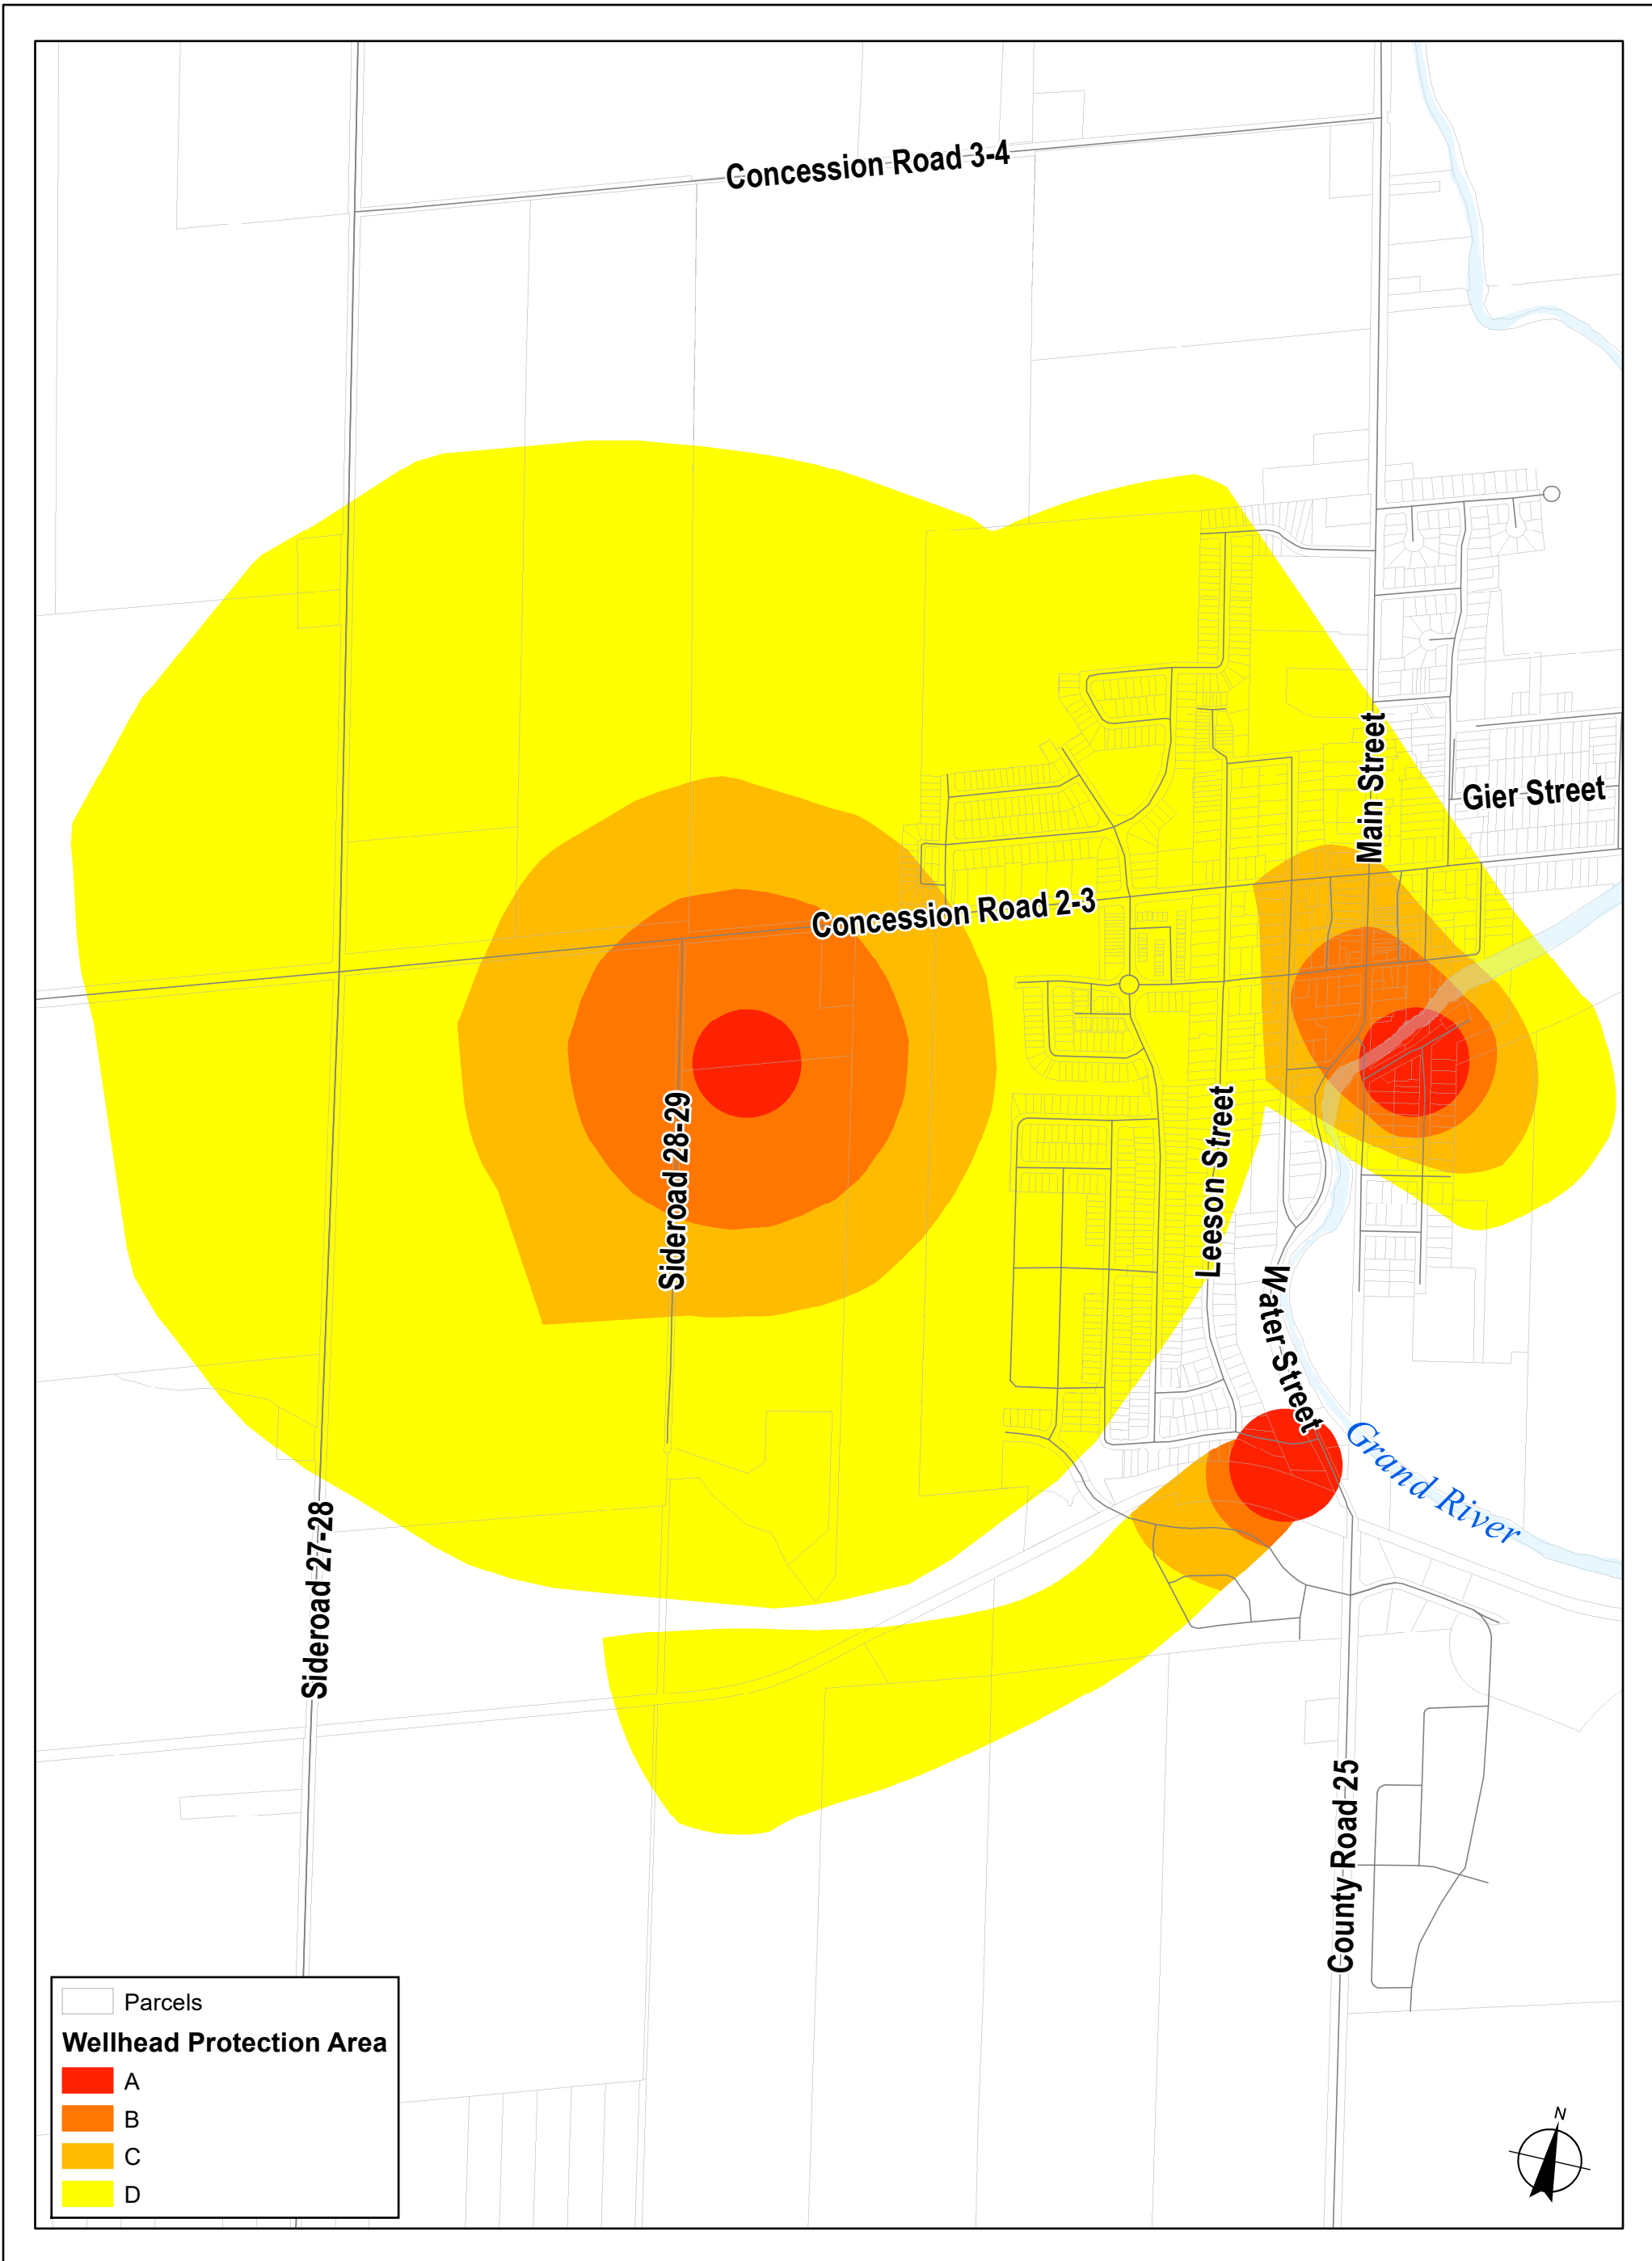 Concession Road 3-4
Main Street
Gier Street
Concession Road 2-3
Sideroad 28-29
Leeson Street
Water Street
Grand River
Sideroad 27-28
County Road 25
Parcels
Wellhead Protection Area
A
B
C
D
N